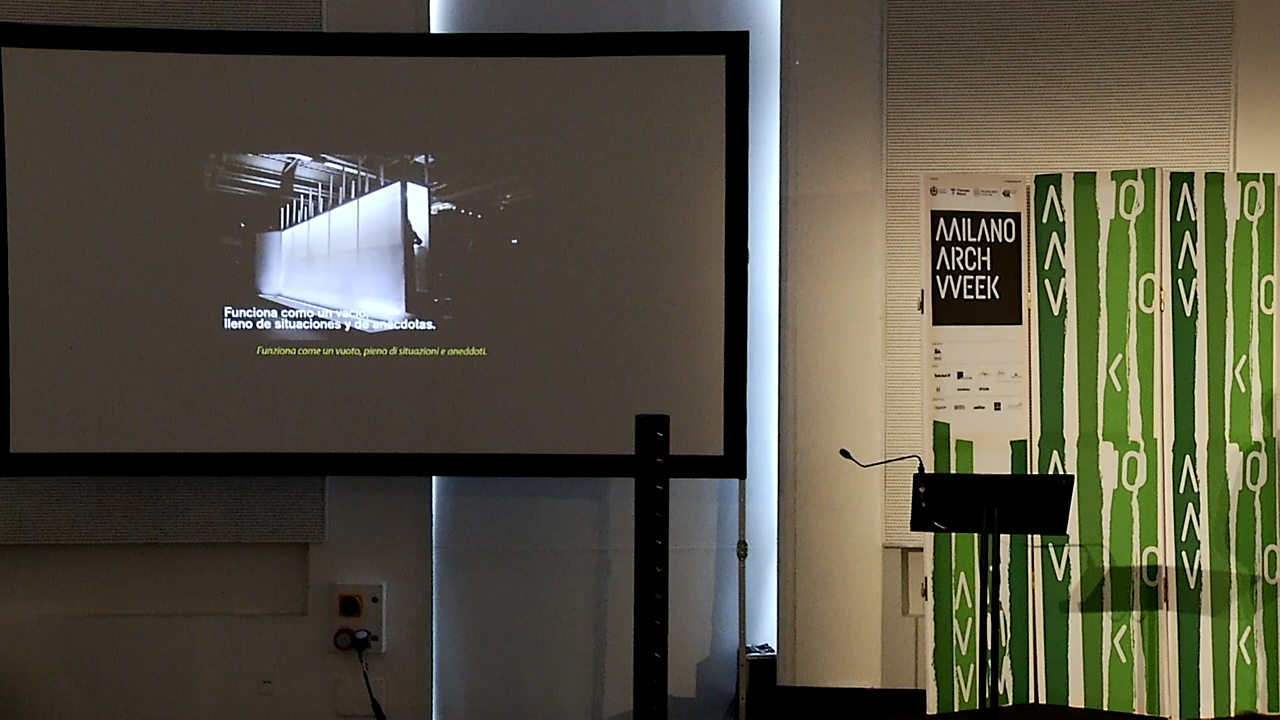 Funciona como un vacío,
lleno de situaciones y de anécdotas.
Funziona come un vuoto, pieno di situazioni e aneddoti.
MILANO
ARCH
WEEK